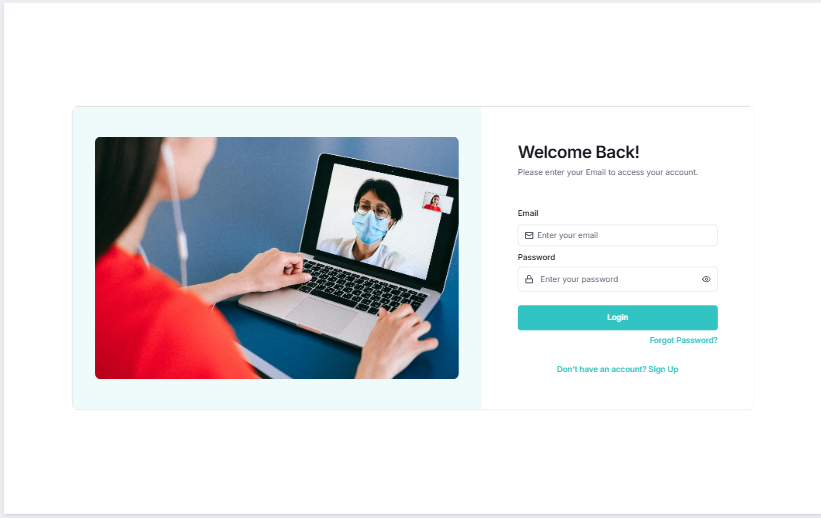 Welcome Back!
Please enter your Email to access your account.
Email
Enter your email
Password
Enter your password
Login
Forgot Password?
Don't have an account? Sign Up